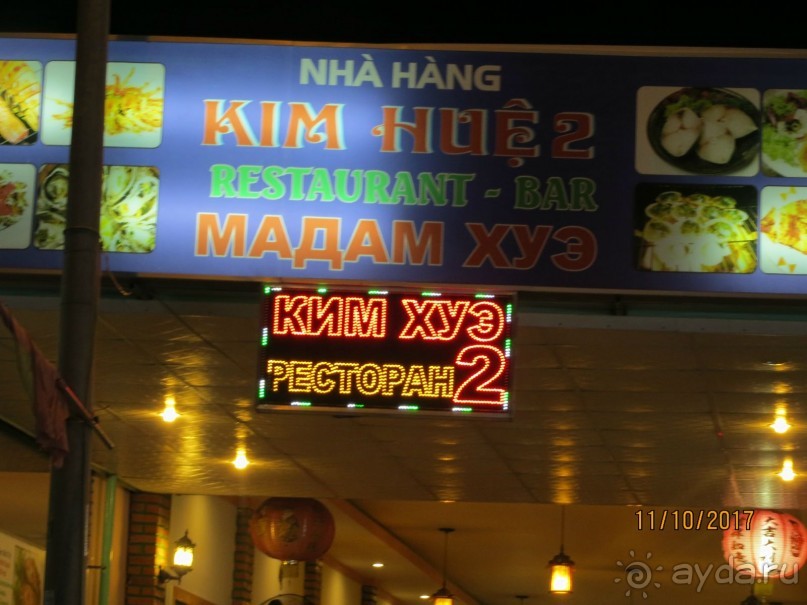 NHÀ HÀNG
KIM HUỆ 2
RESTAURANT - BAR
МАДАМ ХУЭ
КИМ ХУЭ
РЕСТОРАН 2
11/10/2017
ayda.ru